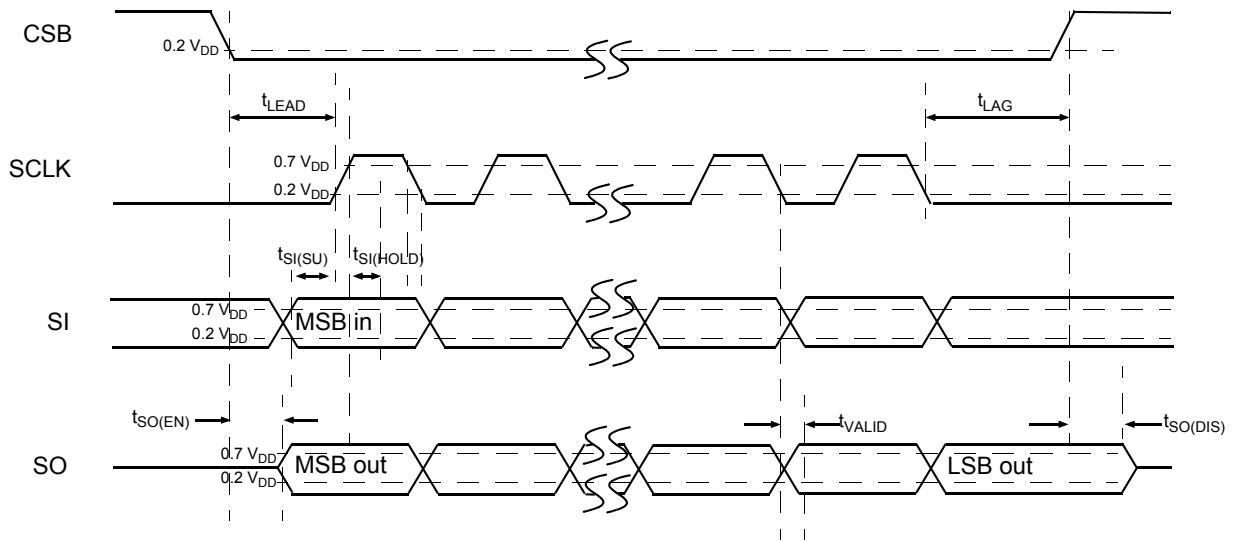 CSB
0.2 VDD
tLEAD
tLAG
SCLK
0.7 VDD
0.2 VDD
tSI(SU)
tSI(HOLD)
SI
0.7 VDD
0.2 VDD
MSB in
tSO(EN)
tVALID
tSO(DIS)
SO
0.7 VDD
0.2 VDD
MSB out
LSB out